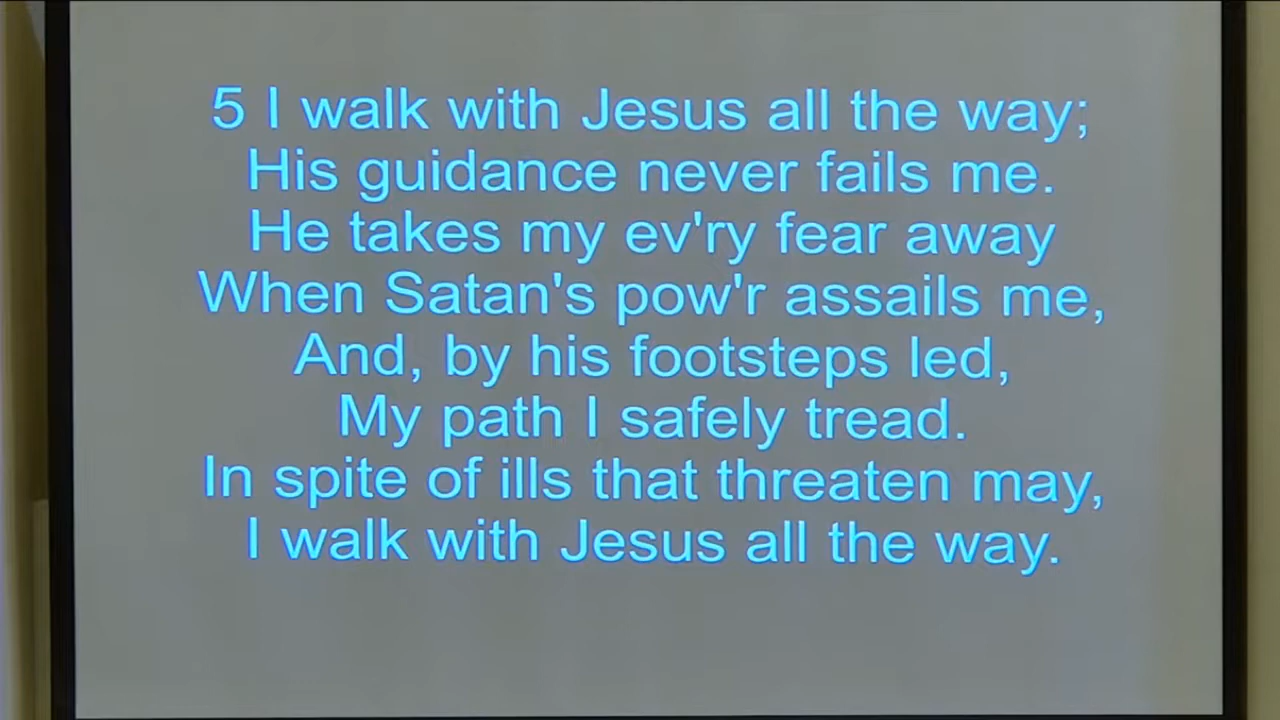 5 I walk with Jesus all the way;
His guidance never fails me.
He takes my ev'ry fear away
When Satan's pow'r assails me,
And, by his footsteps led,
My path I safely tread.
In spite of ills that threaten may,
I walk with Jesus all the way.